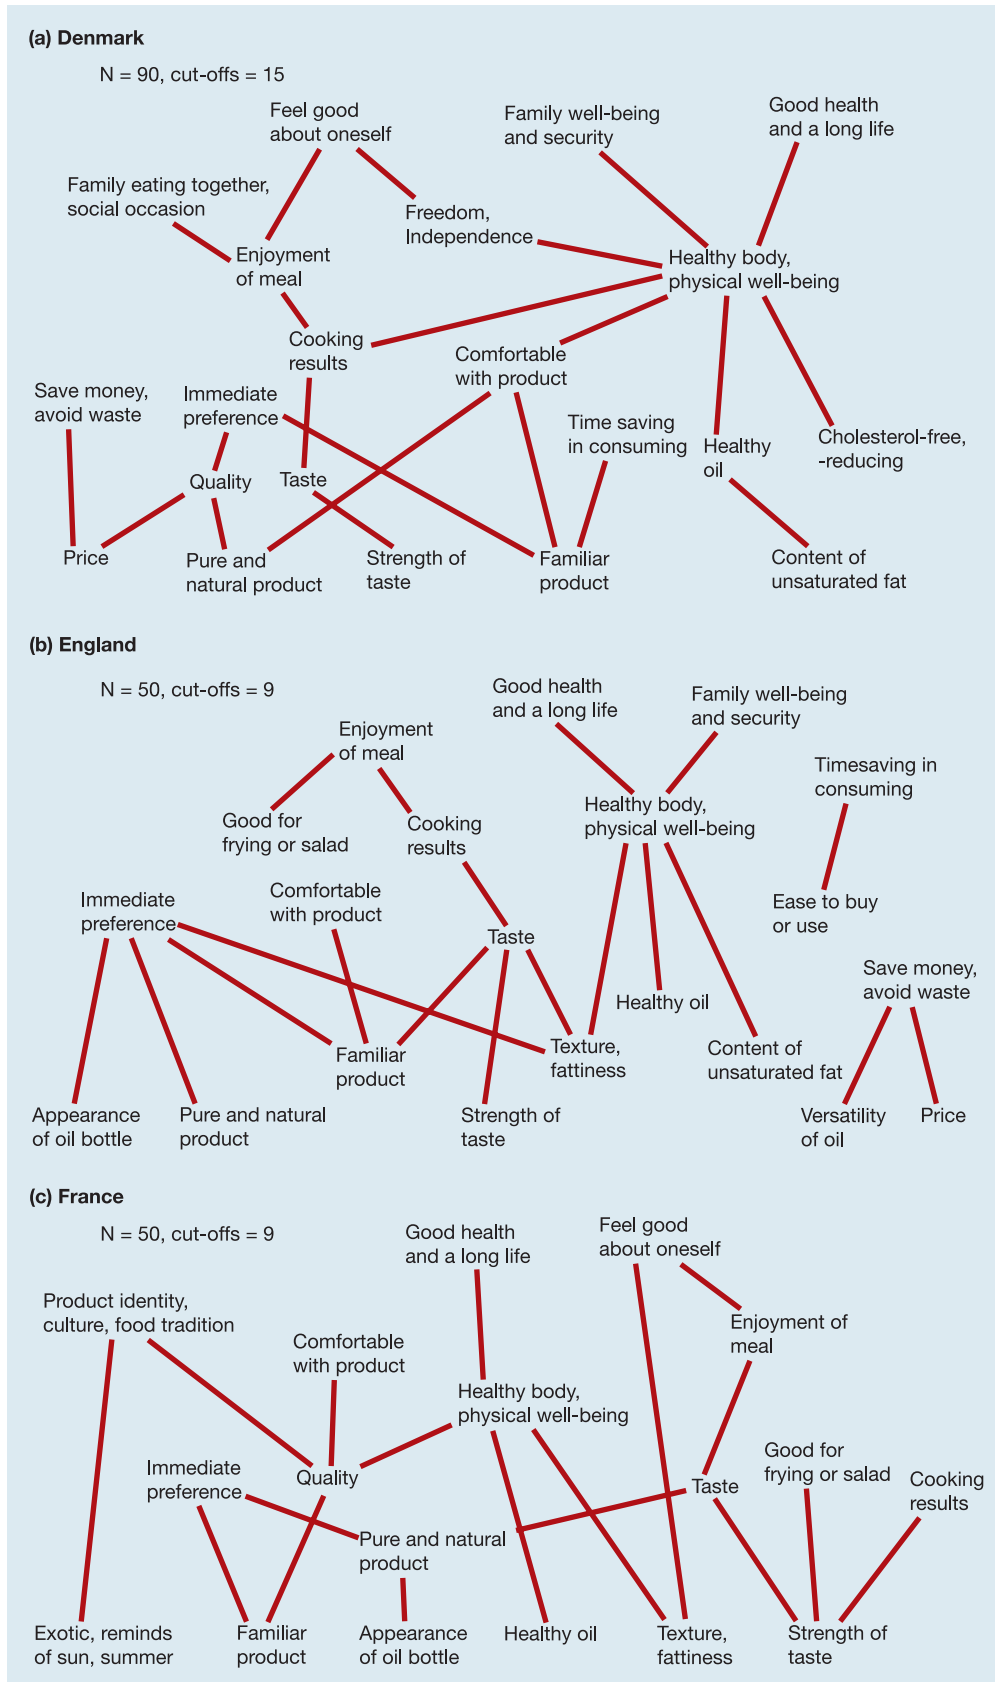 (a) Denmark
N = 90, cut-offs = 15
Feel good
about oneself
Family well-being
and security
Good health
and a long life
Family eating together,
social occasion
Freedom,
Independence
Enjoyment
of meal
Healthy body,
physical well-being
Cooking
results
Comfortable
with product
Save money,
avoid waste
Immediate
preference
Time saving
in consuming
Healthy
oil
Cholesterol-free,
-reducing
Quality
Taste
Price
Pure and
natural product
Strength of
taste
Familiar
product
Content of
unsaturated fat
(b) England
N = 50, cut-offs = 9
Good health
and a long life
Family well-being
and security
Enjoyment
of meal
Timesaving in
consuming
Good for
frying or salad
Cooking
results
Healthy body,
physical well-being
Immediate
preference
Comfortable
with product
Ease to buy
or use
Taste
Save money,
avoid waste
Healthy oil
Familiar
product
Texture,
fattiness
Content of
unsaturated fat
Appearance
of oil bottle
Pure and natural
product
Strength of
taste
Versatility
of oil
Price
(c) France
N = 50, cut-offs = 9
Good health
and a long life
Feel good
about oneself
Product identity,
culture, food tradition
Comfortable
with product
Enjoyment of
meal
Healthy body,
physical well-being
Immediate
preference
Quality
Taste
Good for
frying or salad
Cooking
results
Pure and natural
product
Exotic, reminds
of sun, summer
Familiar
product
Appearance
of oil bottle
Healthy oil
Texture,
fattiness
Strength of
taste